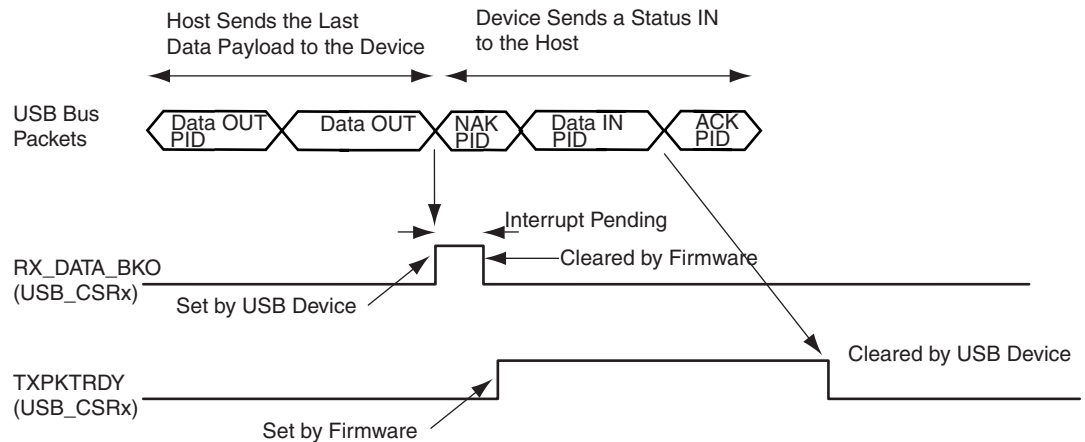 Host Sends the Last
Data Payload to the Device
Device Sends a Status IN
to the Host
USB Bus
Packets
Data OUT
PID
Data OUT
NAK
PID
Data IN
PID
ACK
PID
Interrupt Pending
RX_DATA_BKO
(USB_CSRx)
Cleared by Firmware
Set by USB Device
Cleared by USB Device
TXPKTRDY
(USB_CSRx)
Set by Firmware